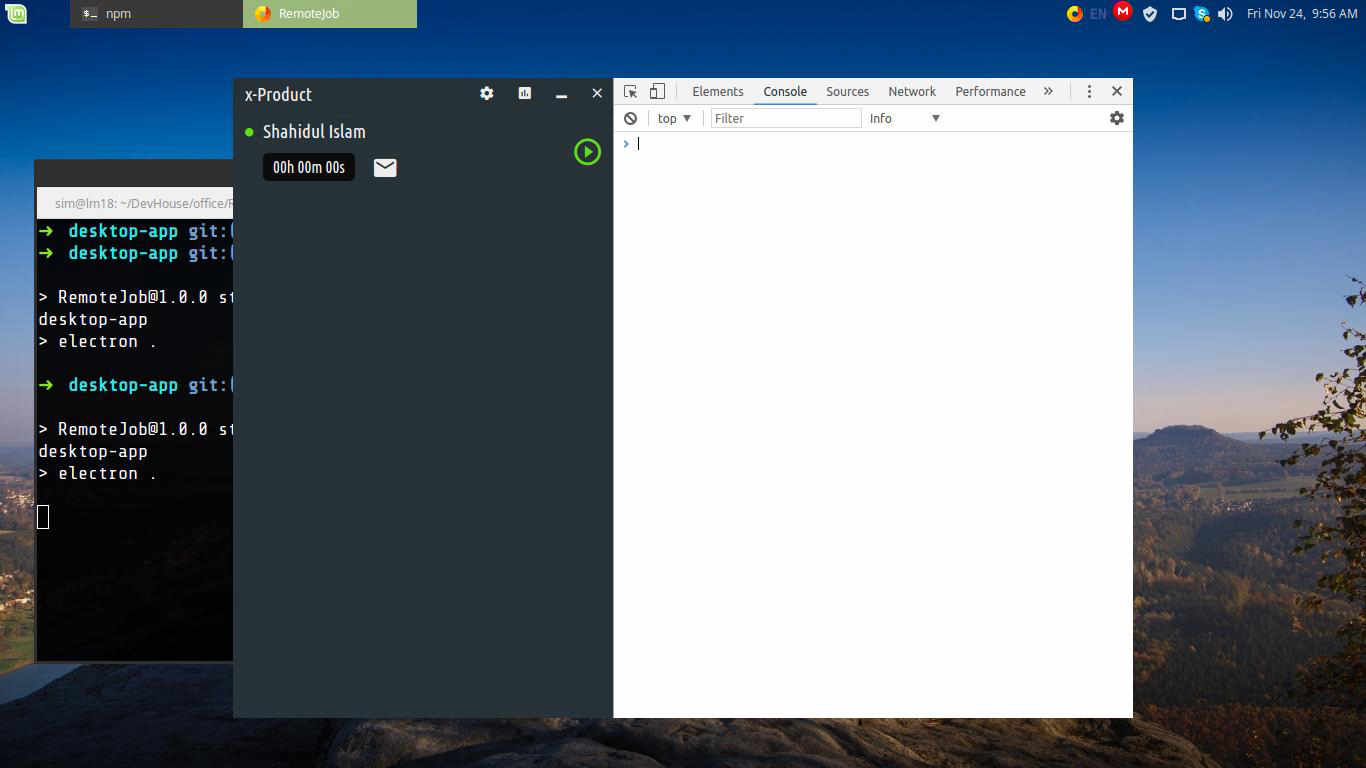 npm
RemoteJob
EN
Fri Nov 24, 9:56 AM
x-Product
Shahidul Islam
00h 00m 00s
Elements
Console
Sources
Network
Performance
»
top
Filter
Info
sim@lm18: ~/DevHouse/office/R
➜ desktop-app git:(
➜ desktop-app git:(
> RemoteJob@1.0.0 st
desktop-app
> electron .
➜ desktop-app git:(
> RemoteJob@1.0.0 st
desktop-app
> electron .